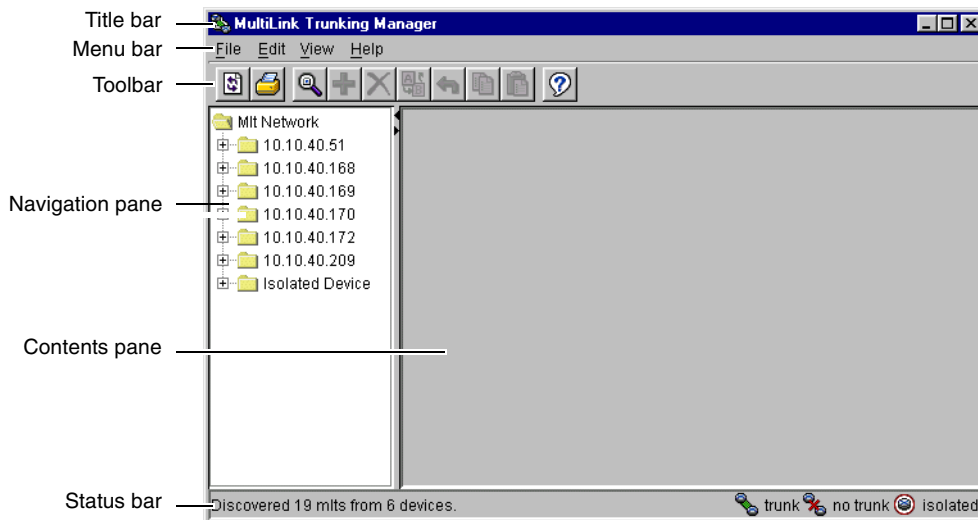 Title bar
MultiLink Trunking Manager
Menu bar
File Edit View Help
Toolbar
Mlt Network
10.10.40.51
10.10.40.168
10.10.40.169
Navigation pane
10.10.40.170
10.10.40.172
10.10.40.209
Isolated Device
Contents pane
Status bar
Discovered 19 mlts from 6 devices.
trunk no trunk isolated